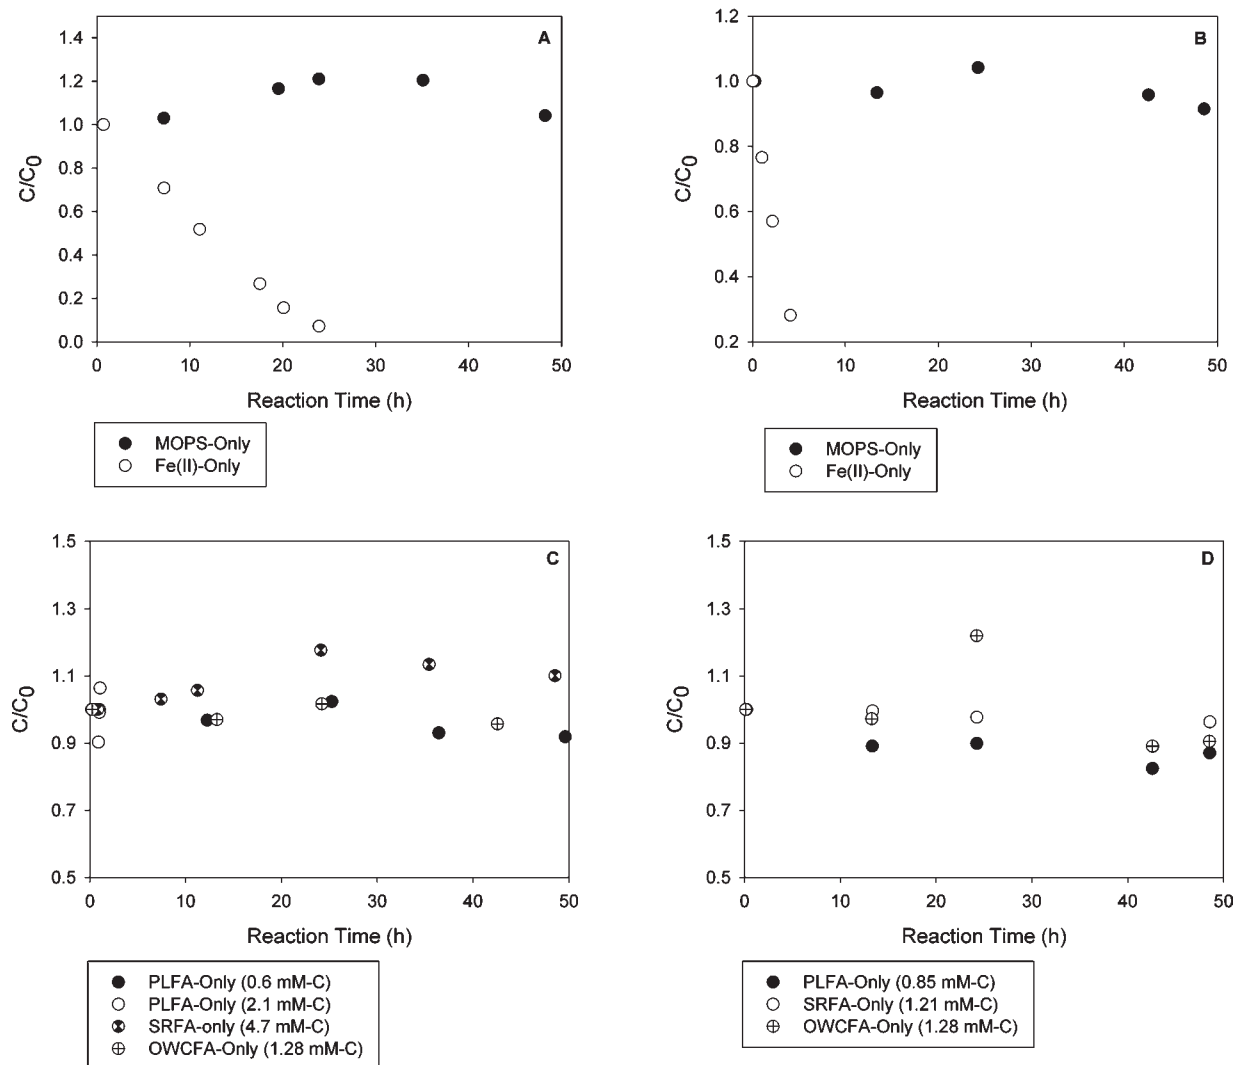 A
1.4
1.2
1.0
0.8
0.6
0.4
0.2
0.0
C/C0
0 10 20 30 40 50
Reaction Time (h)
MOPS-Only
Fe(II)-Only
B
1.2
1.0
0.8
0.6
0.4
0.2
C/C0
0 10 20 30 40 50
Reaction Time (h)
MOPS-Only
Fe(II)-Only
C
1.5
1.3
1.1
0.9
0.7
0.5
C/C0
0 10 20 30 40 50
Reaction Time (h)
PLFA-Only (0.6 mM-C)
PLFA-Only (2.1 mM-C)
SRFA-only (4.7 mM-C)
OWCFA-Only (1.28 mM-C)
D
1.5
1.3
1.1
0.9
0.7
0.5
C/C0
0 10 20 30 40 50
Reaction Time (h)
PLFA-Only (0.85 mM-C)
SRFA-Only (1.21 mM-C)
OWCFA-Only (1.28 mM-C)